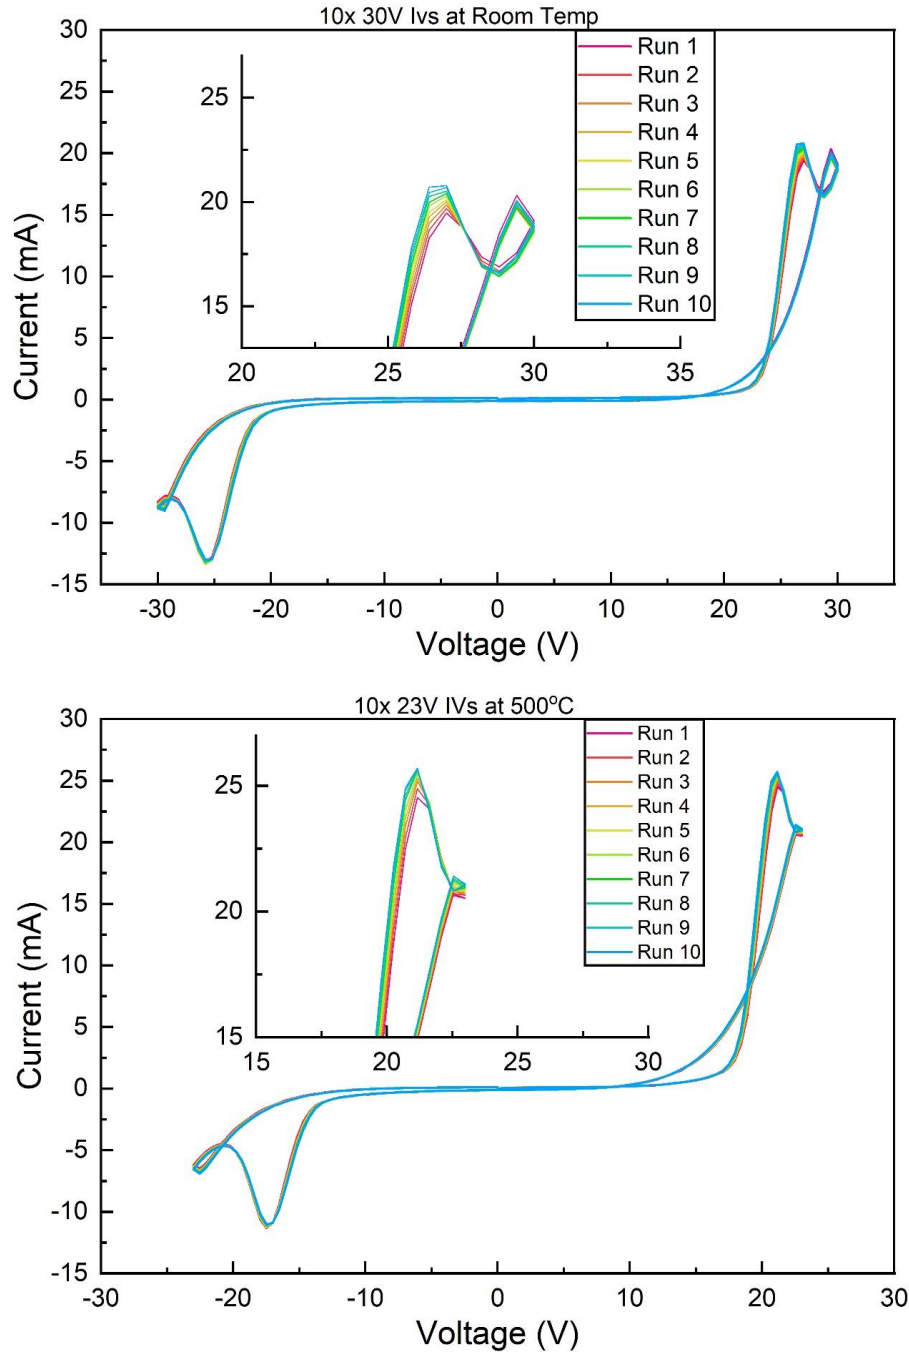 10x 30V Ivs at Room Temp
30
25
20
15
10
5
0
-5
-10
-15
Current (mA)
25
20
15
20
25
30
35
Run 1
Run 2
Run 3
Run 4
Run 5
Run 6
Run 7
Run 8
Run 9
Run 10
-30
-20
-10
0
10
20
30
Voltage (V)
10x 23V IVs at 500°C
30
25
20
15
10
5
0
-5
-10
-15
Current (mA)
25
20
15
15
20
25
30
Run 1
Run 2
Run 3
Run 4
Run 5
Run 6
Run 7
Run 8
Run 9
Run 10
-30
-20
-10
0
10
20
30
Voltage (V)